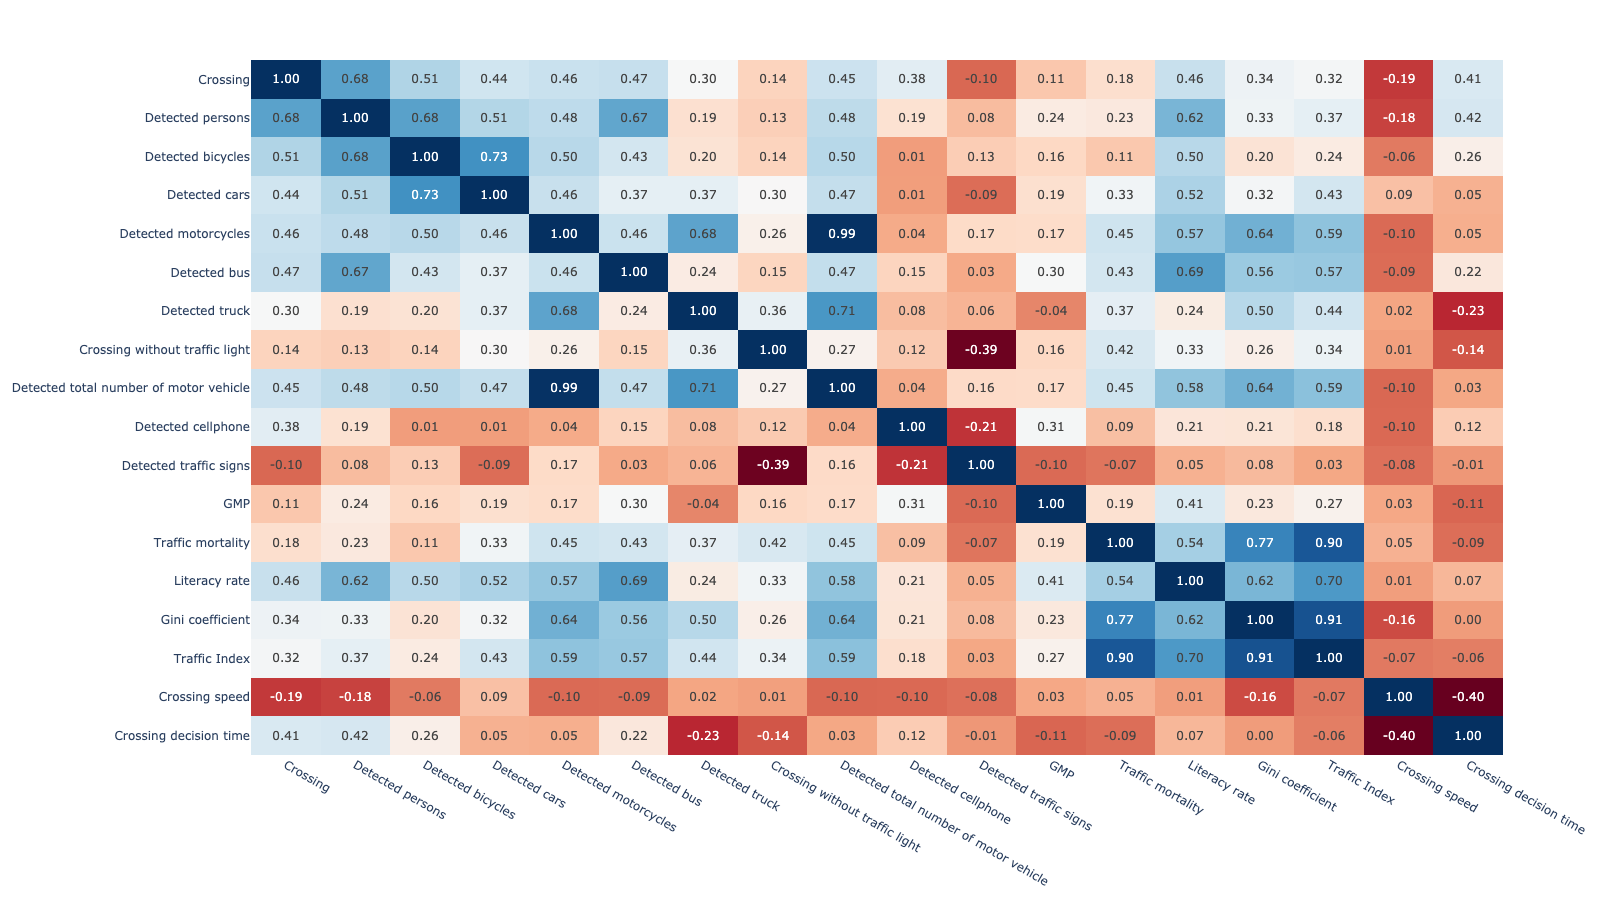 Crossing 1.00 0.68 0.51 0.44 0.46 0.47 0.30 0.14 0.45 0.38 -0.10 0.11 0.18 0.46 0.34 0.32 -0.19 0.41
Detected persons 0.68 1.00 0.68 0.51 0.48 0.67 0.19 0.13 0.48 0.19 0.08 0.24 0.23 0.62 0.33 0.37 -0.18 0.42
Detected bicycles 0.51 0.68 1.00 0.73 0.50 0.43 0.20 0.14 0.50 0.01 0.13 0.16 0.11 0.50 0.20 0.24 -0.06 0.26
Detected cars 0.44 0.51 0.73 1.00 0.46 0.37 0.37 0.30 0.47 0.01 -0.09 0.19 0.33 0.52 0.32 0.43 0.09 0.05
Detected motorcycles 0.46 0.48 0.50 0.46 1.00 0.46 0.68 0.26 0.99 0.04 0.17 0.17 0.45 0.57 0.64 0.59 -0.10 0.05
Detected bus 0.47 0.67 0.43 0.37 0.46 1.00 0.24 0.15 0.47 0.15 0.03 0.30 0.43 0.69 0.56 0.57 -0.09 0.22
Detected truck 0.30 0.19 0.20 0.37 0.68 0.24 1.00 0.36 0.71 0.08 0.06 -0.04 0.37 0.24 0.50 0.44 0.02 -0.23
Crossing without traffic light 0.14 0.13 0.14 0.30 0.26 0.15 0.36 1.00 0.27 0.12 -0.39 0.16 0.42 0.33 0.26 0.34 0.01 -0.14
Detected total number of motor vehicle 0.45 0.48 0.50 0.47 0.99 0.47 0.71 0.27 1.00 0.04 0.16 0.17 0.45 0.58 0.64 0.59 -0.10 0.03
Detected cellphone 0.38 0.19 0.01 0.01 0.04 0.15 0.08 0.12 0.04 1.00 -0.21 0.31 0.09 0.21 0.21 0.18 -0.10 0.12
Detected traffic signs -0.10 0.08 0.13 -0.09 0.17 0.03 0.06 -0.39 0.16 -0.21 1.00 -0.10 -0.07 0.05 0.08 0.03 -0.08 -0.01
GMP 0.11 0.24 0.16 0.19 0.17 0.30 -0.04 0.16 0.17 0.31 -0.10 1.00 0.19 0.41 0.23 0.27 0.03 -0.11
Traffic mortality 0.18 0.23 0.11 0.33 0.45 0.43 0.37 0.42 0.45 0.09 -0.07 0.19 1.00 0.54 0.77 0.90 0.05 -0.09
Literacy rate 0.46 0.62 0.50 0.52 0.57 0.69 0.24 0.33 0.58 0.21 0.05 0.41 0.54 1.00 0.62 0.70 0.01 0.07
Gini coefficient 0.34 0.33 0.20 0.32 0.64 0.56 0.50 0.26 0.64 0.21 0.08 0.23 0.77 0.62 1.00 0.91 -0.16 0.00
Traffic Index 0.32 0.37 0.24 0.43 0.59 0.57 0.44 0.34 0.59 0.18 0.03 0.27 0.90 0.70 0.91 1.00 -0.07 -0.06
Crossing speed -0.19 -0.18 -0.06 0.09 -0.10 -0.09 0.02 0.01 -0.10 -0.10 -0.08 0.03 0.05 0.01 -0.16 -0.07 1.00 -0.40
Crossing decision time 0.41 0.42 0.26 0.05 0.05 0.22 -0.23 -0.14 0.03 0.12 -0.01 -0.11 -0.09 0.07 0.00 -0.06 -0.40 1.00
Crossing
Detected persons
Detected bicycles
Detected cars
Detected motorcycles
Detected bus
Detected truck
Crossing without traffic light
Detected total number of motor vehicle
Detected cellphone
Detected traffic signs
GMP
Traffic mortality
Literacy rate
Gini coefficient
Traffic Index
Crossing speed
Crossing decision time